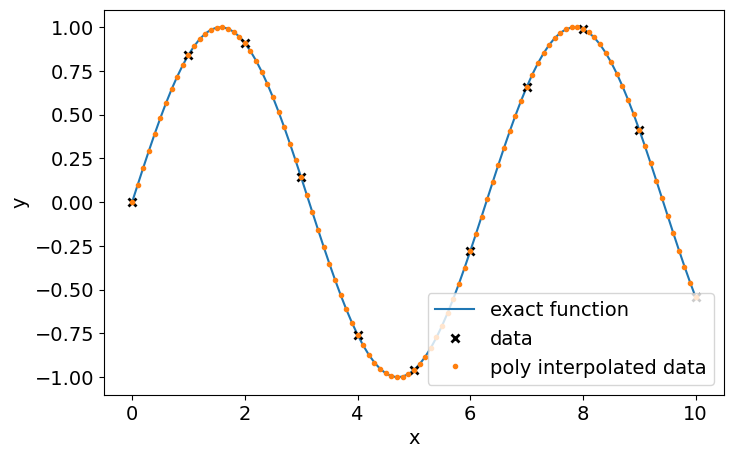 1.00
0.75
0.50
0.25
0.00
−0.25
−0.50
−0.75
−1.00
y
0 2 4 6 8 10
x
exact function
data
poly interpolated data